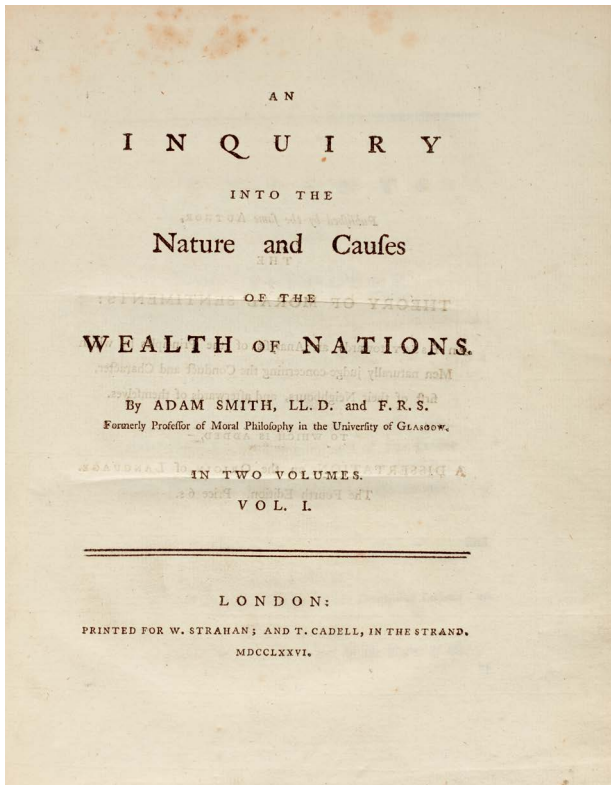 AN
INQUIRY
INTO THE
Nature and Cauſes
OF THE
WEALTH OF NATIONS.
By ADAM SMITH, LL. D. and F. R. S.
Formerly Profeſſor of Moral Philoſophy in the Univerſity of GLASGOW.
IN TWO VOLUMES.
VOL. I.
LONDON:
PRINTED FOR W. STRAHAN; AND T. CADELL, IN THE STRAND.
MDCCLXXVI.